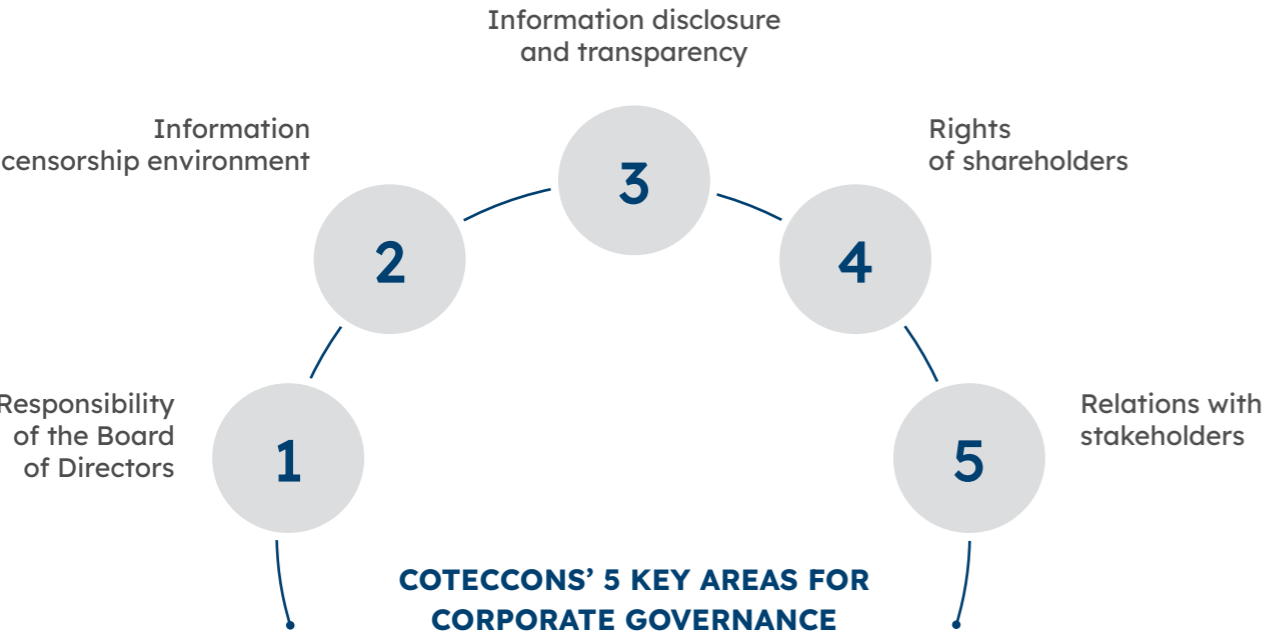 Information disclosure
and transparency
Information
censorship environment
Rights
of shareholders
3
2
4
Responsibility
of the Board
of Directors
Relations with
stakeholders
1
5
COTECCONS’ 5 KEY AREAS FOR
CORPORATE GOVERNANCE